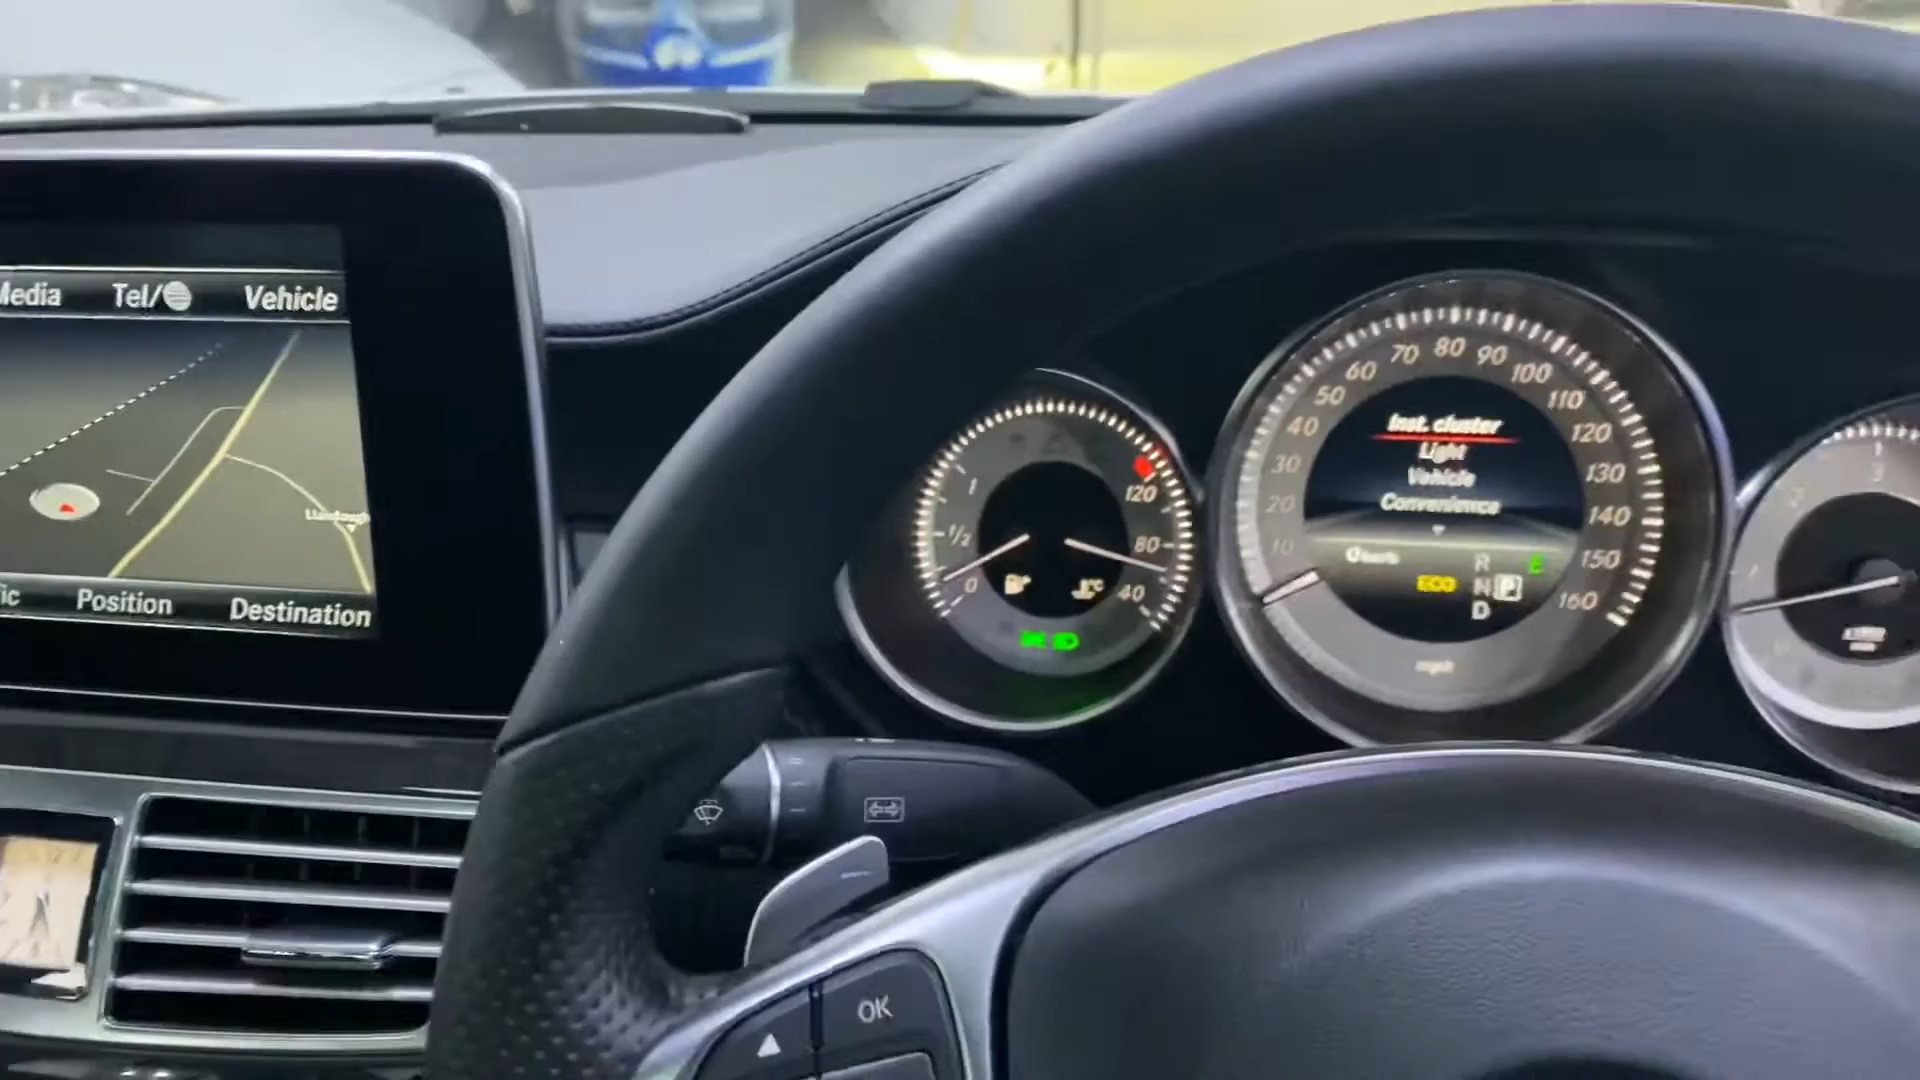 Media Tel/ Vehicle
Position Destination
1
1/2
0
120
80
40
°C
10
20
30
40
50
60
70
80
90
100
110
120
130
140
150
160
Inst. cluster
Light
Vehicle
Convenience
R
N P
D
E
ECO
mph
OK